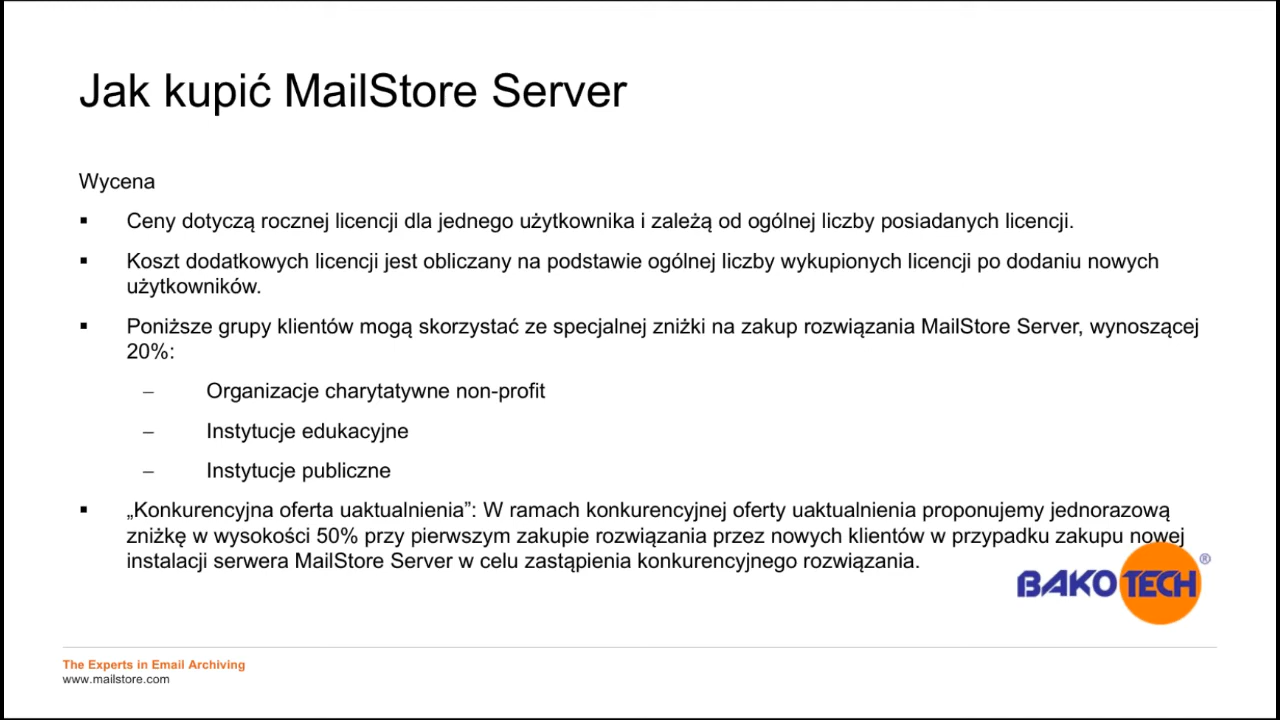 Jak kupić MailStore Server
Wycena
▪ Ceny dotyczą rocznej licencji dla jednego użytkownika i zależą od ogólnej liczby posiadanych licencji.
▪ Koszt dodatkowych licencji jest obliczany na podstawie ogólnej liczby wykupionych licencji po dodaniu nowych
użytkowników.
▪ Poniższe grupy klientów mogą skorzystać ze specjalnej zniżki na zakup rozwiązania MailStore Server, wynoszącej
20%:
– Organizacje charytatywne non-profit
– Instytucje edukacyjne
– Instytucje publiczne
▪ „Konkurencyjna oferta uaktualnienia”: W ramach konkurencyjnej oferty uaktualnienia proponujemy jednorazową
zniżkę w wysokości 50% przy pierwszym zakupie rozwiązania przez nowych klientów w przypadku zakupu nowej
instalacji serwera MailStore Server w celu zastąpienia konkurencyjnego rozwiązania.
BAKOTECH®
The Experts in Email Archiving
www.mailstore.com